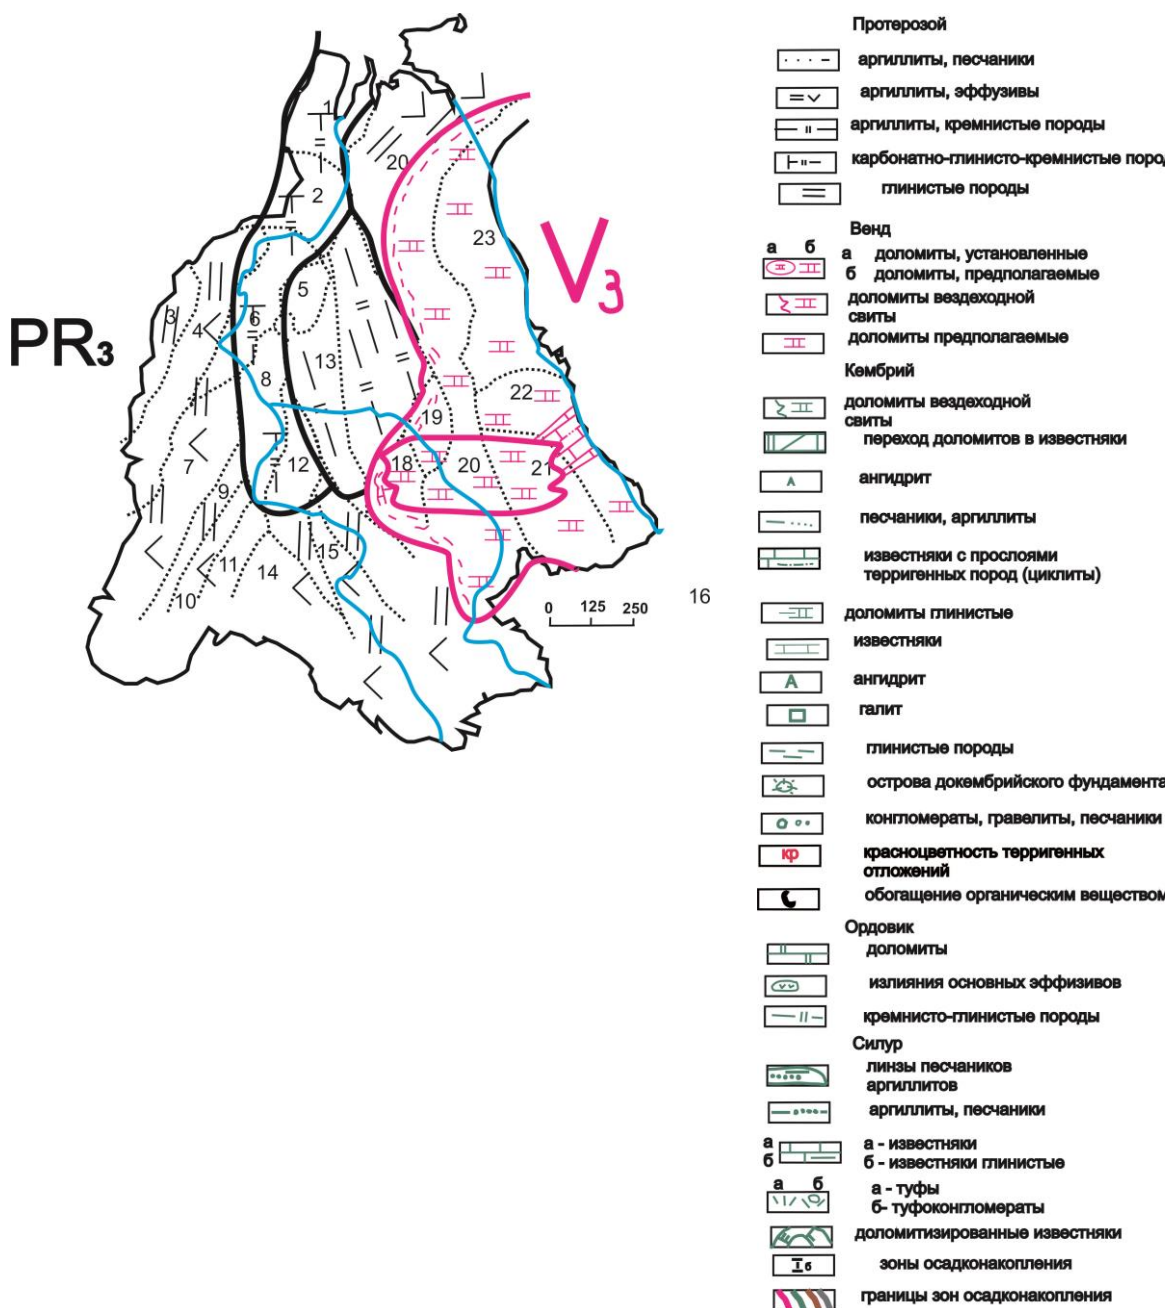 PR₃
V₃
1
2
3
4
5
6
7
8
9
10
11
12
13
14
15
16
18
19
20
20
21
22
23
0 125 250
Протерозой
аргиллиты, песчаники
аргиллиты, эффузивы
аргиллиты, кремнистые породы
карбонатно-глинисто-кремнистые пород
глинистые породы
Венд
а б
а доломиты, установленные
б доломиты, предполагаемые
доломиты вездеходной
свиты
доломиты предполагаемые
Кембрий
доломиты вездеходной
свиты
переход доломитов в известняки
А
ангидрит
песчаники, аргиллиты
известняки с прослоями
терригенных пород (циклиты)
доломиты глинистые
известняки
А
ангидрит
галит
глинистые породы
острова докембрийского фундамента
конгломераты, гравелиты, песчаники
кр
красноцветность терригенных
отложений
обогащение органическим веществом
Ордовик
доломиты
излияния основных эффизивов
кремнисто-глинистые породы
Силур
линзы песчаников
аргиллитов
аргиллиты, песчаники
а
б
а - известняки
б - известняки глинистые
а б
а - туфы
б- туфоконгломераты
доломитизированные известняки
I б
зоны осадконакопления
границы зон осадконакопления